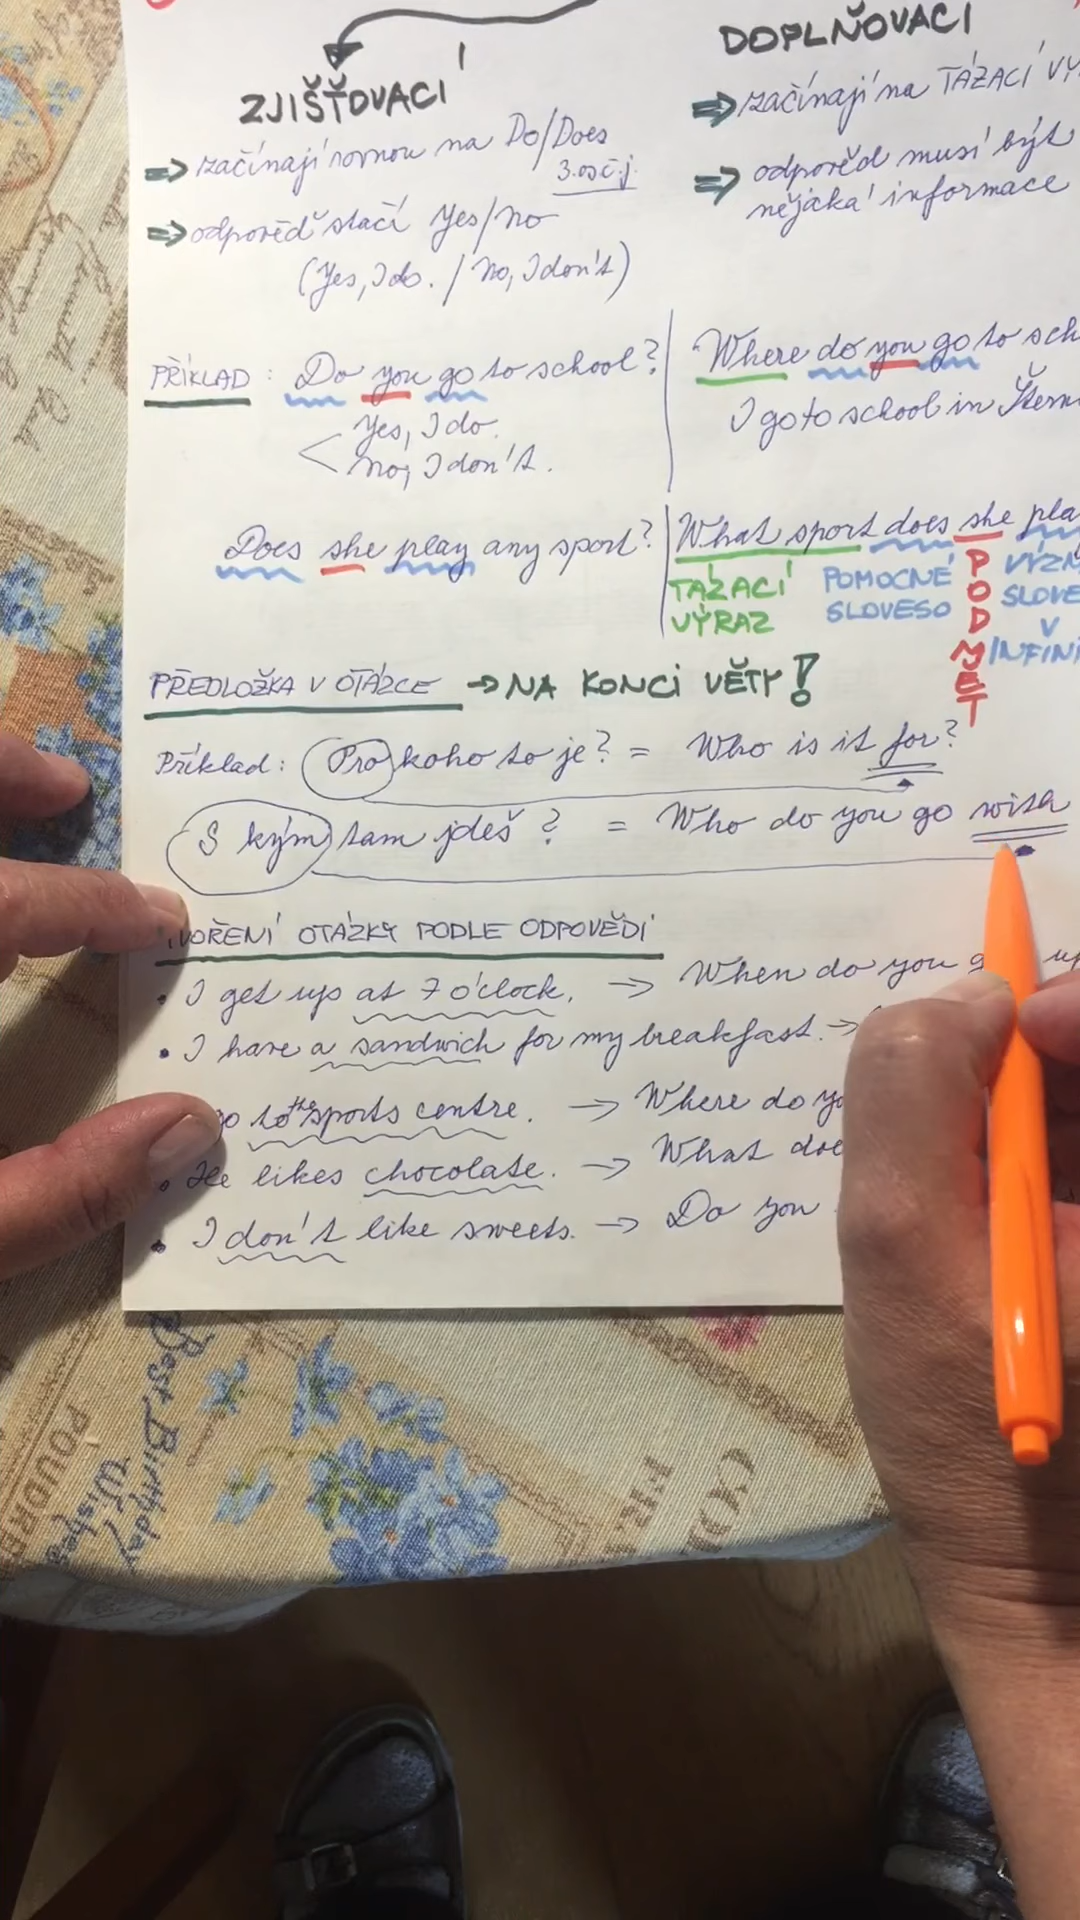 ZJIŠŤOVACÍ
⇒ začínají rovnou na Do/Does
3. os. č. j.
⇒ odpověď stačí Yes/No
(Yes, I do. / No, I don't)
DOPLŇOVACÍ
⇒ začínají na TÁZACÍ
⇒ odpověď musí být
nějaká informace
PŘÍKLAD: Do you go to school?
Yes, I do.
No, I don't.
Where do you go to
I go to school in
Does she play any sport?
What sport does she
TÁZACÍ
VÝRAZ
POMOCNÉ
SLOVESO
PODMĚT
V
PŘEDLOŽKA V OTÁZCE → NA KONCI VĚTY!
Příklad: Pro koho to je? = Who is it for?
S kým tam jdeš? = Who do you go with
OTÁZKY PODLE ODPOVĚDI
• I get up at 7 o'clock. → When do you
• I have a sandwich for my breakfast. →
to the sports centre. → Where do
• He likes chocolate. → What
• I don't like sweets. → Do you
Best Birthday
Wishes